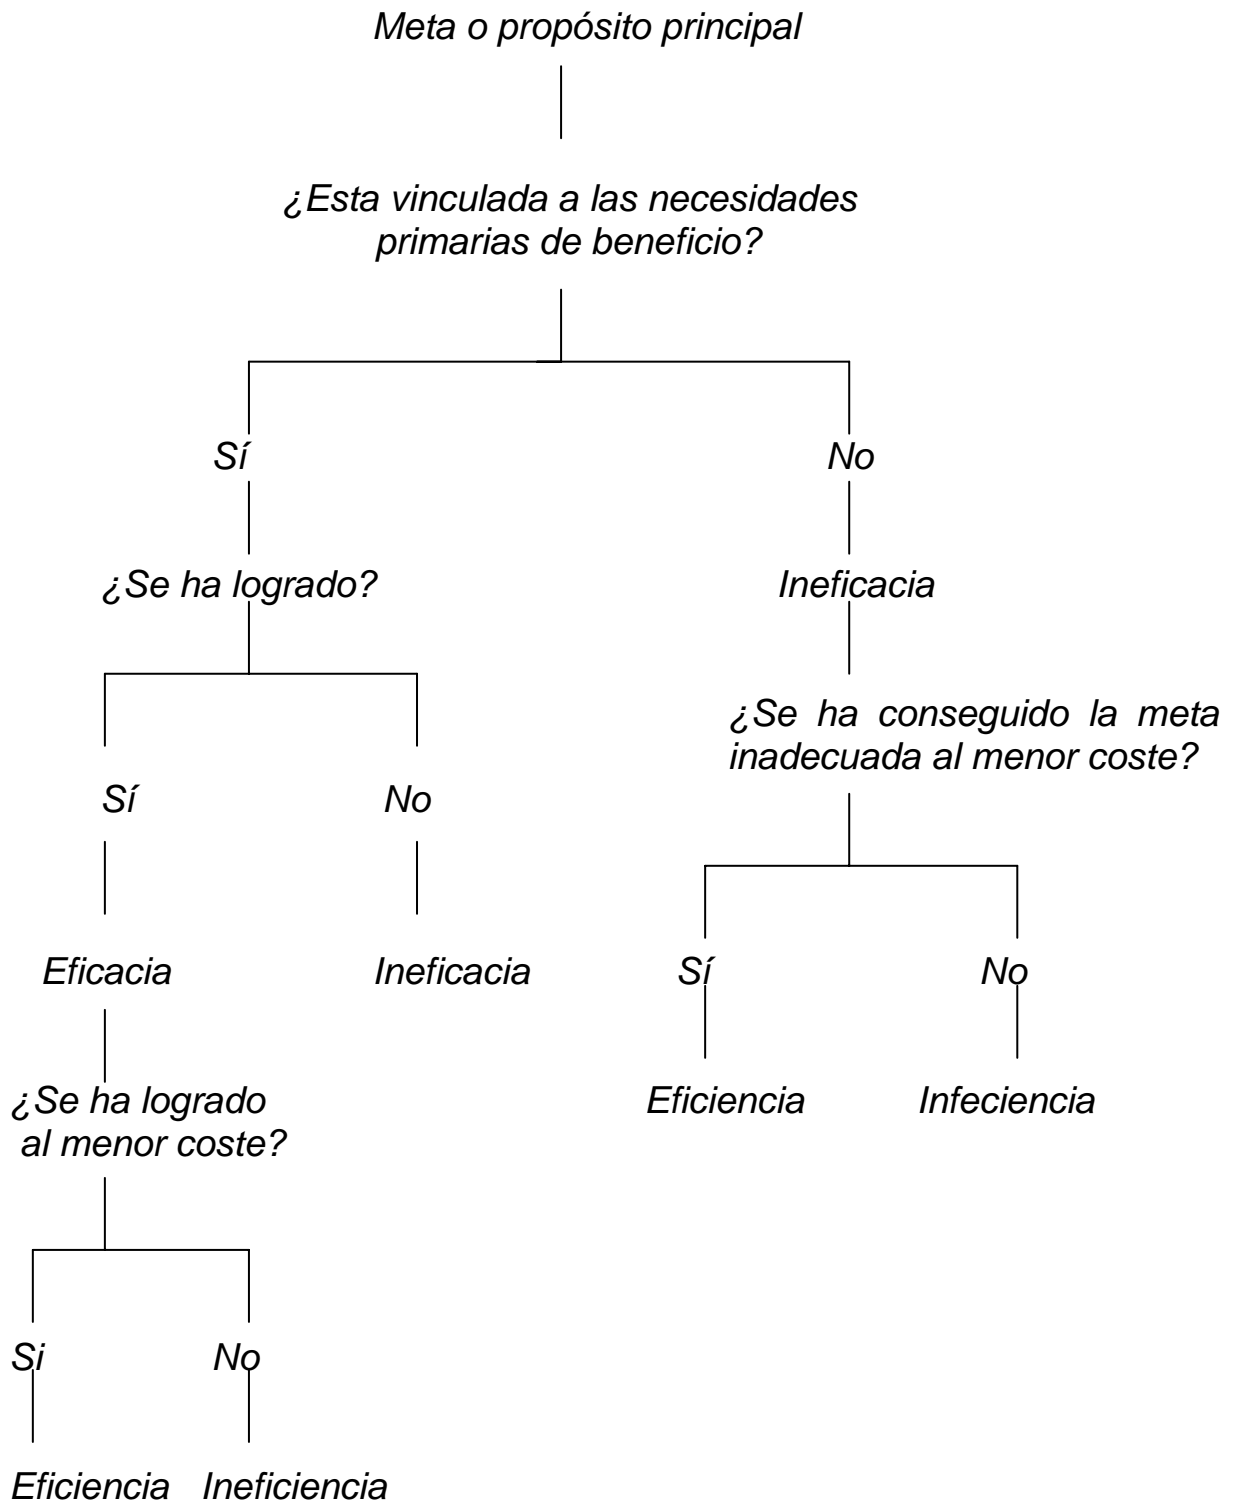 Meta o propósito principal
¿Esta vinculada a las necesidades
primarias de beneficio?
Sí
No
¿Se ha logrado?
Ineficacia
¿Se ha conseguido la meta
inadecuada al menor coste?
Sí
No
Eficacia
Ineficacia
Sí
No
¿Se ha logrado
al menor coste?
Eficiencia
Infeciencia
Si
No
Eficiencia
Ineficiencia